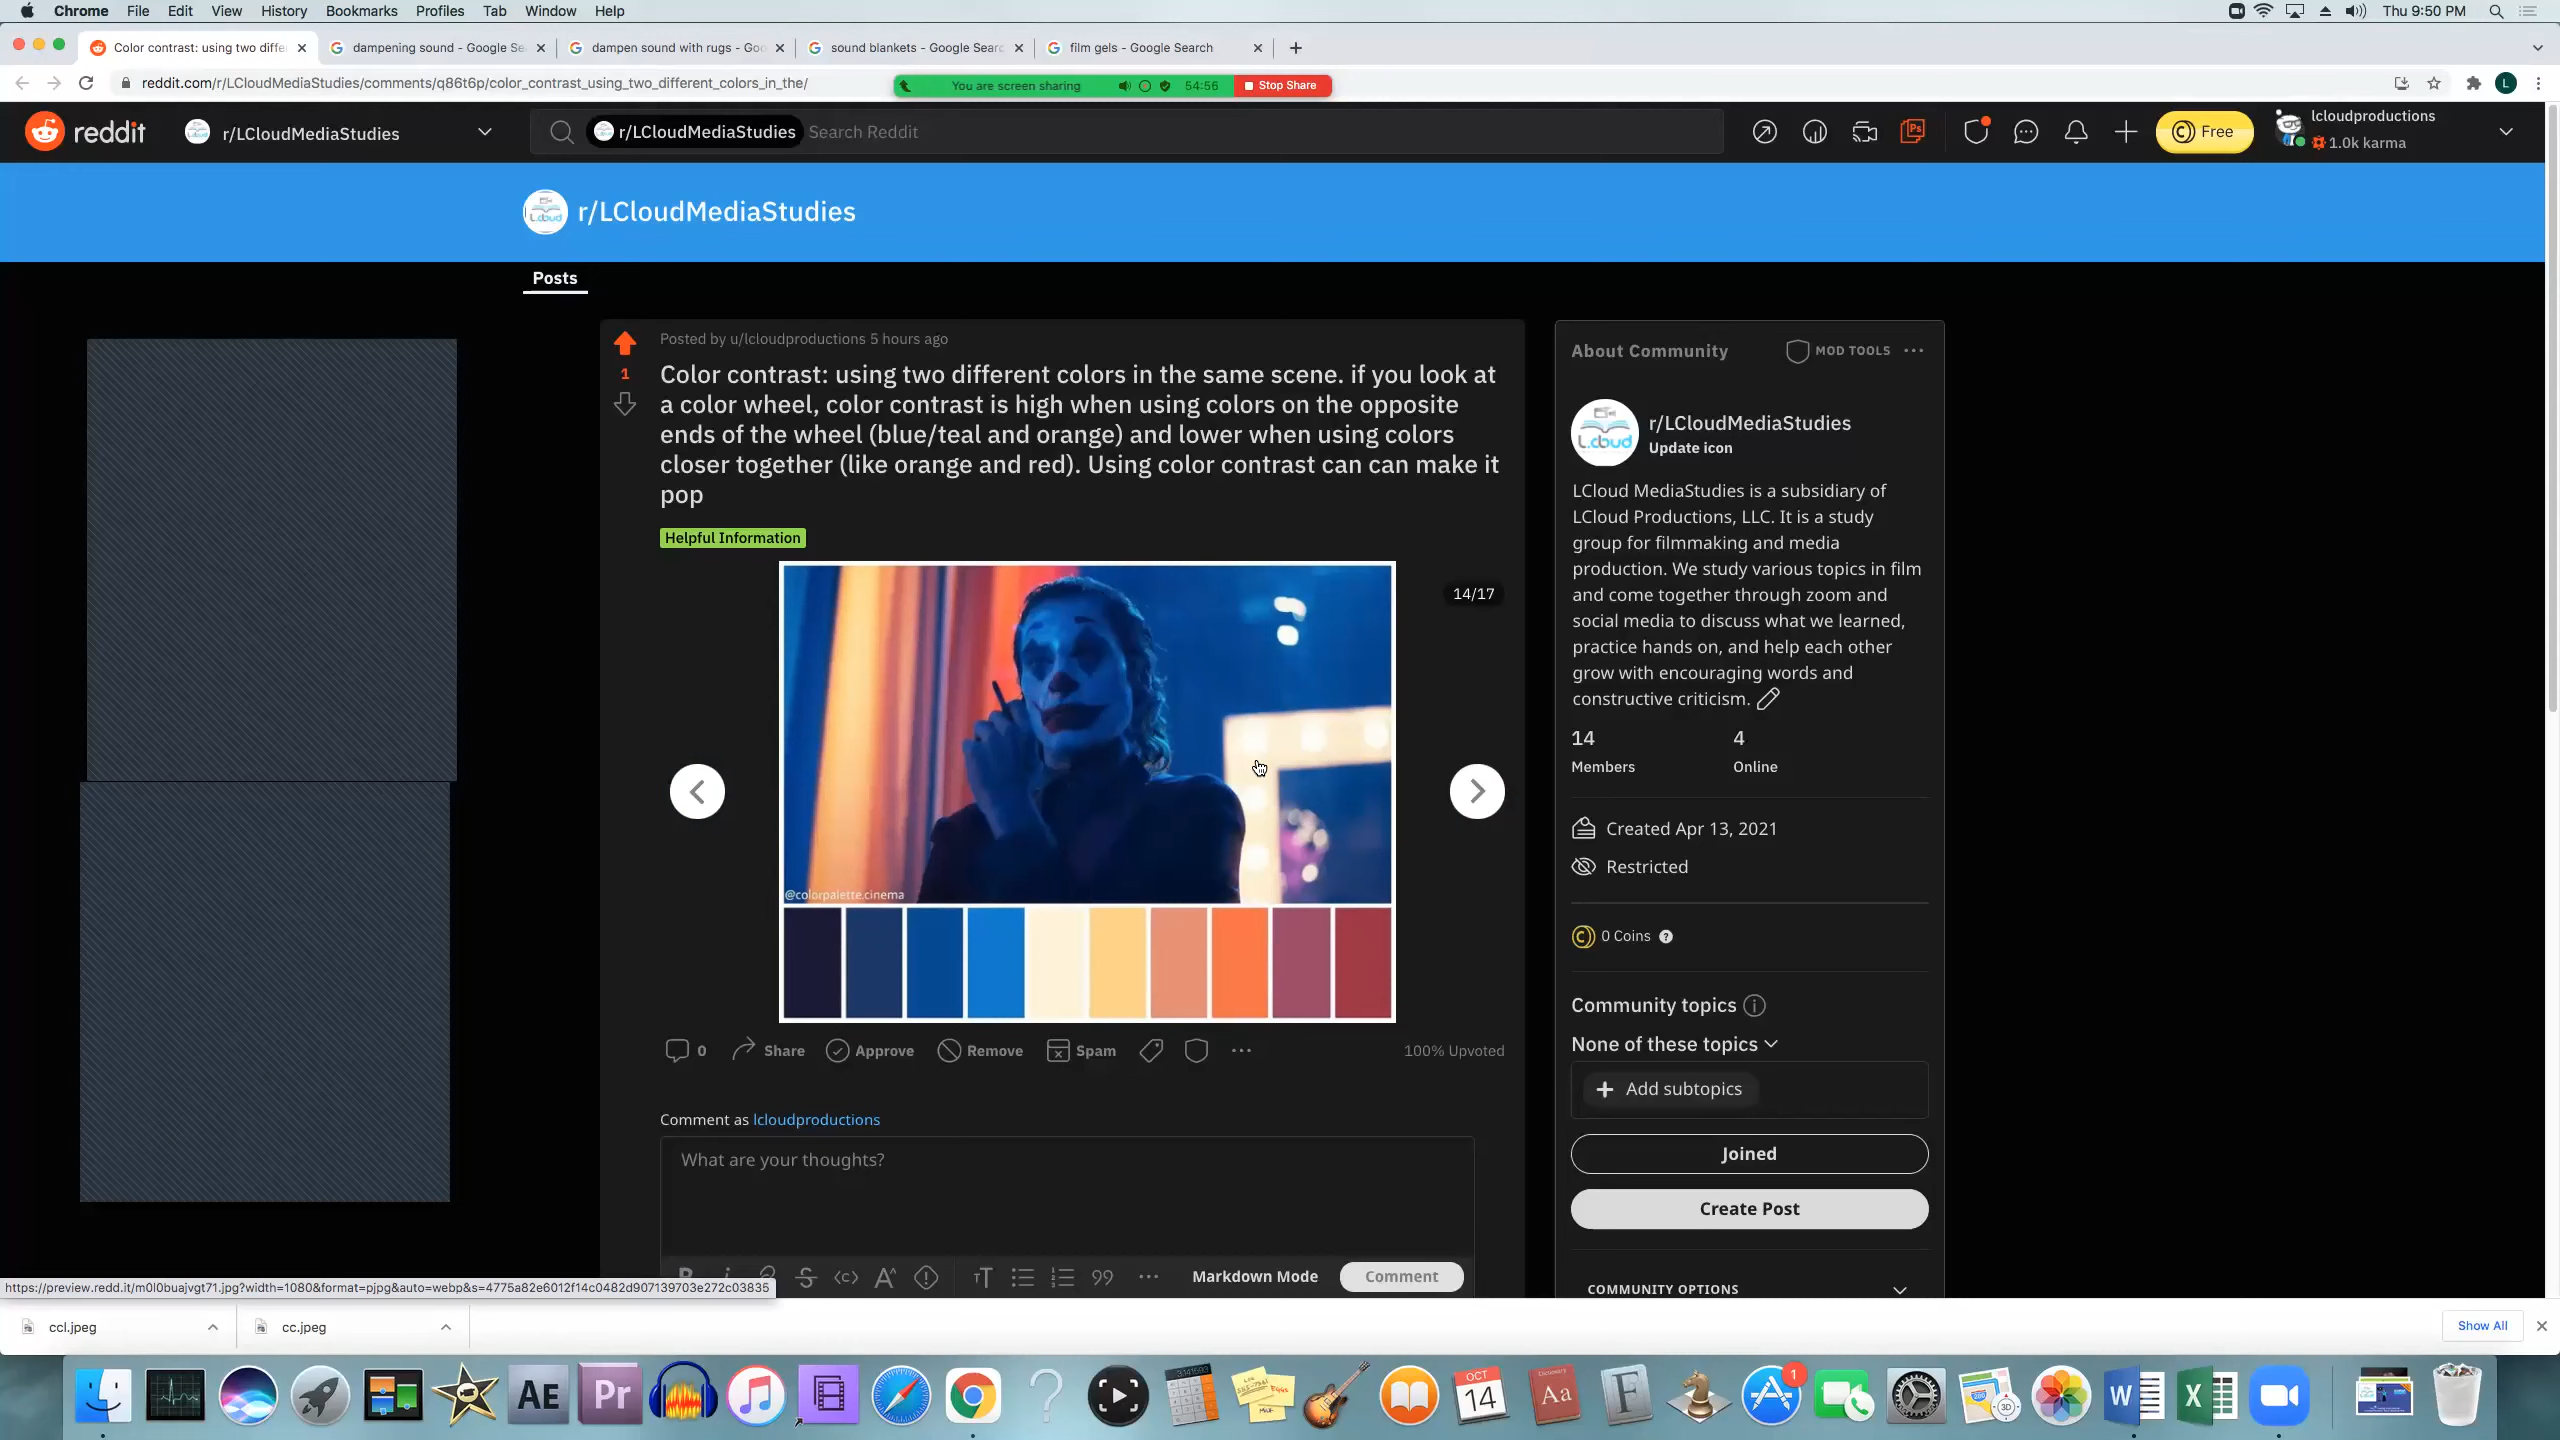 Chrome File Edit View History Bookmarks Profiles Tab Window Help Thu 9:50 PM
Color contrast: using two diffe dampening sound - Google Se dampen sound with rugs - Goo sound blankets - Google Searc film gels - Google Search
reddit.com/r/LCloudMediaStudies/comments/q86t6p/color_contrast_using_two_different_colors_in_the/
You are screen sharing 54:56 Stop Share
reddit r/LCloudMediaStudies r/LCloudMediaStudies Search Reddit Free lcloudproductions
1.0k karma
r/LCloudMediaStudies
Posts
Posted by u/lcloudproductions 5 hours ago
1
Color contrast: using two different colors in the same scene. if you look at
a color wheel, color contrast is high when using colors on the opposite
ends of the wheel (blue/teal and orange) and lower when using colors
closer together (like orange and red). Using color contrast can can make it
pop
Helpful Information
14/17
@colorpalette.cinema
0 Share Approve Remove Spam 100% Upvoted
Comment as lcloudproductions
What are your thoughts?
Markdown Mode Comment
About Community MOD TOOLS
r/LCloudMediaStudies
Update icon
LCloud MediaStudies is a subsidiary of
LCloud Productions, LLC. It is a study
group for filmmaking and media
production. We study various topics in film
and come together through zoom and
social media to discuss what we learned,
practice hands on, and help each other
grow with encouraging words and
constructive criticism.
14 4
Members Online
Created Apr 13, 2021
Restricted
0 Coins
Community topics
None of these topics
Add subtopics
Joined
Create Post
COMMUNITY OPTIONS
https://preview.redd.it/m0l0buajvgt71.jpg?width=1080&format=pjpg&auto=webp&s=4775a82e6012f14c0482d907139703e272c03835
ccl.jpeg cc.jpeg Show All
Ae Pr OCT 14 Aa F 1 W X